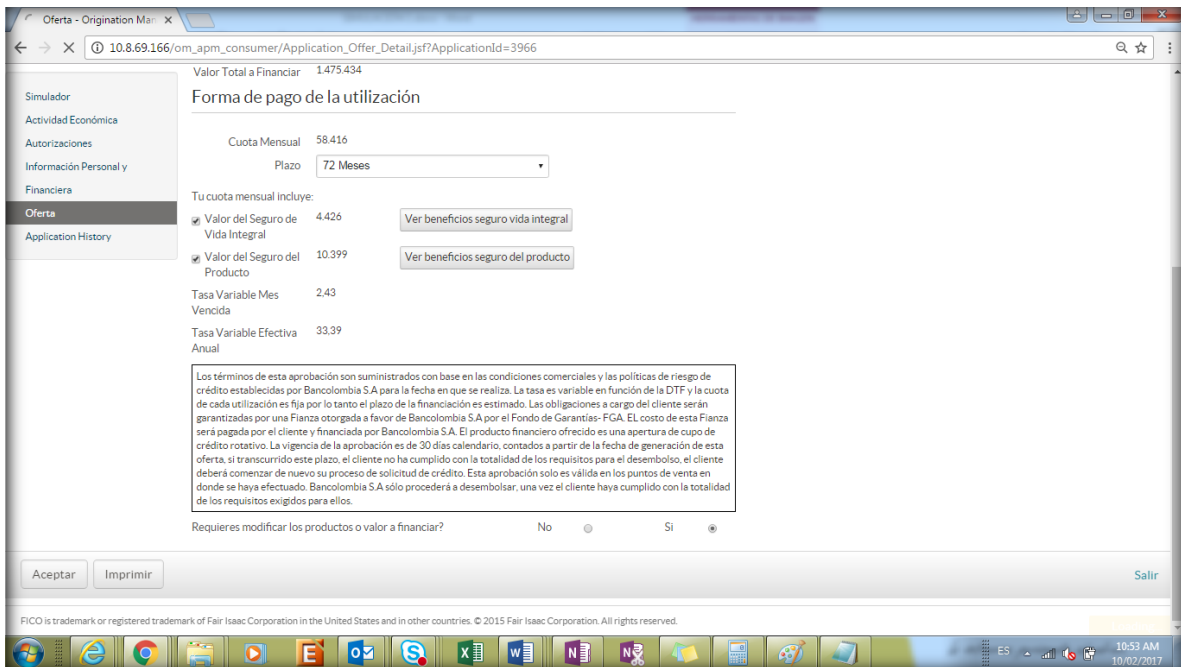 Oferta - Origination Man
10.8.69.166/om_apm_consumer/Application_Offer_Detail.jsf?ApplicationId=3966
Valor Total a Financiar 1.475.434
Simulador
Actividad Económica
Autorizaciones
Información Personal y
Financiera
Oferta
Application History
Forma de pago de la utilización
Cuota Mensual 58.416
Plazo 72 Meses
Tu cuota mensual incluye:
Valor del Seguro de 4.426 Ver beneficios seguro vida integral
Vida Integral
Valor del Seguro del 10.399 Ver beneficios seguro del producto
Producto
Tasa Variable Mes 2,43
Vencida
Tasa Variable Efectiva 33,39
Anual
Los términos de esta aprobación son suministrados con base en las condiciones comerciales y las políticas de riesgo de
crédito establecidas por Bancolombia S.A para la fecha en que se realiza. La tasa es variable en función de la DTF y la cuota
de cada utilización es fija por lo tanto el plazo de la financiación es estimado. Las obligaciones a cargo del cliente serán
garantizadas por una Fianza otorgada a favor de Bancolombia S.A por el Fondo de Garantías- FGA. EL costo de esta Fianza
será pagada por el cliente y financiada por Bancolombia S.A. El producto financiero ofrecido es una apertura de cupo de
crédito rotativo. La vigencia de la aprobación es de 30 días calendario, contados a partir de la fecha de generación de esta
oferta, si transcurrido este plazo, el cliente no ha cumplido con la totalidad de los requisitos para el desembolso, el cliente
deberá comenzar de nuevo su proceso de solicitud de crédito. Esta aprobación solo es válida en los puntos de venta en
donde se haya efectuado. Bancolombia S.A sólo procederá a desembolsar, una vez el cliente haya cumplido con la totalidad
de los requisitos exigidos para ellos.
Requieres modificar los productos o valor a financiar? No Si
Aceptar Imprimir Salir
FICO is trademark or registered trademark of Fair Isaac Corporation in the United States and in other countries. © 2015 Fair Isaac Corporation. All rights reserved.
ES 10:53 AM
10/02/2017